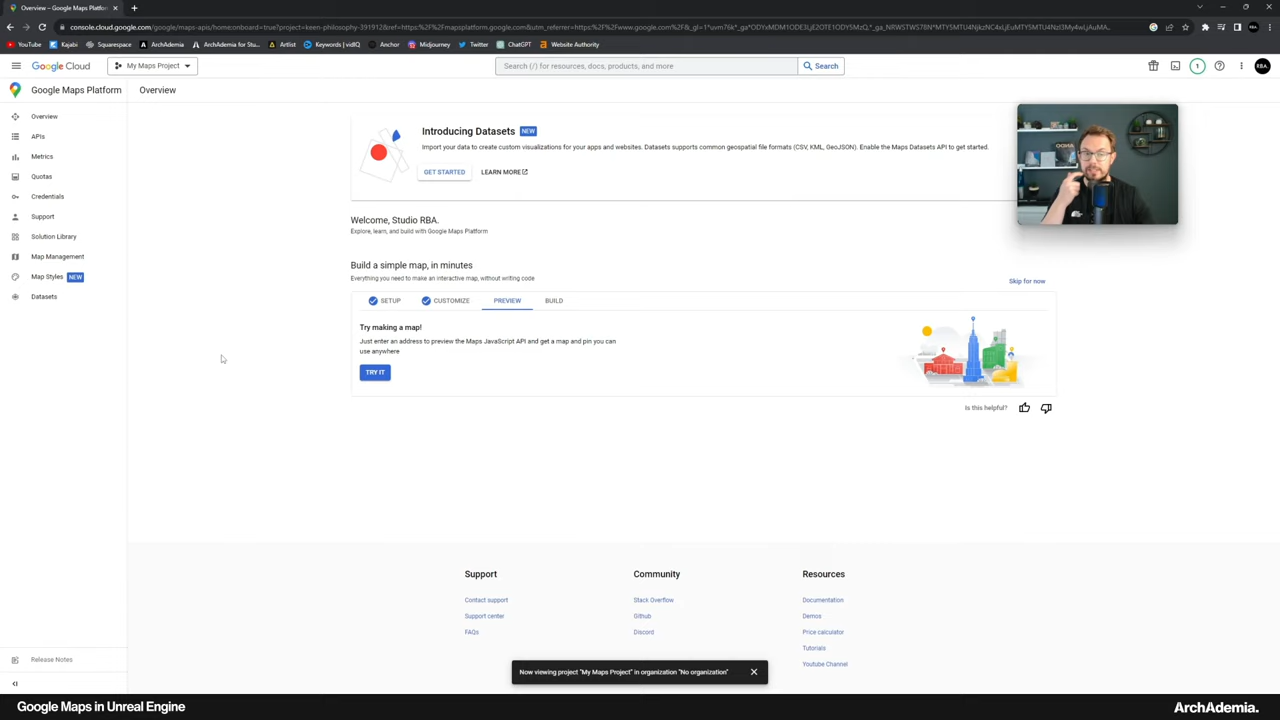 Overview – Google Maps Platform
YouTube
Kajabi
Squarespace
ArchAdemia
ArchAdemia for Stu...
Artlist
Keywords | vidIQ
Anchor
Midjourney
Twitter
ChatGPT
Website Authority
Google Cloud
My Maps Project
Search (/) for resources, docs, products, and more
Search
1
RBA
Google Maps Platform
Overview
Overview
APIs
Metrics
Quotas
Credentials
Support
Solution Library
Map Management
Map Styles NEW
Datasets
Release Notes
Introducing Datasets NEW
Import your data to create custom visualizations for your apps and websites. Datasets supports common geospatial file formats (CSV, KML, GeoJSON). Enable the Maps Datasets API to get started.
GET STARTED
LEARN MORE
Welcome, Studio RBA.
Explore, learn, and build with Google Maps Platform
Build a simple map, in minutes
Everything you need to make an interactive map, without writing code
Skip for now
SETUP
CUSTOMIZE
PREVIEW
BUILD
Try making a map!
Just enter an address to preview the Maps JavaScript API and get a map and pin you can
use anywhere
TRY IT
Is this helpful?
Support
Contact support
Support center
FAQs
Community
Stack Overflow
Github
Discord
Resources
Documentation
Demos
Price calculator
Tutorials
Youtube Channel
Now viewing project "My Maps Project" in organization "No organization"
Google Maps in Unreal Engine
ArchAdemia.